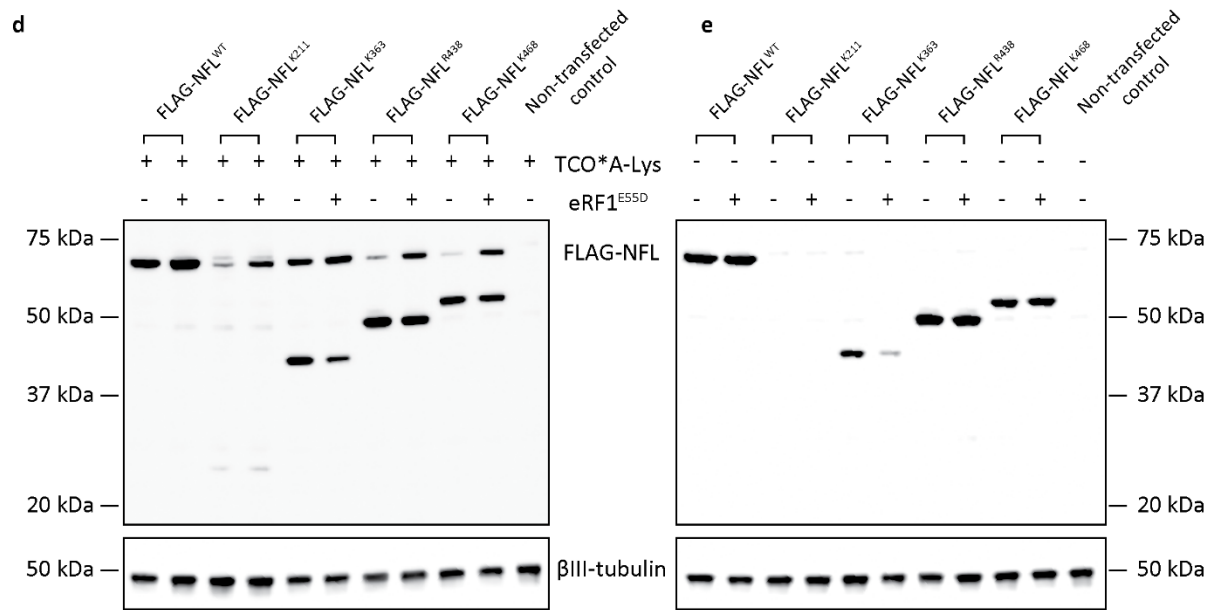 d
FLAG-NFL^WT
FLAG-NFL^K211
FLAG-NFL^K363
FLAG-NFL^R438
FLAG-NFL^K468
Non-transfected
control
+ + + + + + + + + + + TCO*A-Lys
- + - + - + - + - + - eRF1^E55D
75 kDa
50 kDa
37 kDa
20 kDa
FLAG-NFL
50 kDa
βIII-tubulin
e
FLAG-NFL^WT
FLAG-NFL^K211
FLAG-NFL^K363
FLAG-NFL^R438
FLAG-NFL^K468
Non-transfected
control
- - - - - - - - - - -
- + - + - + - + - + -
75 kDa
50 kDa
37 kDa
20 kDa
50 kDa